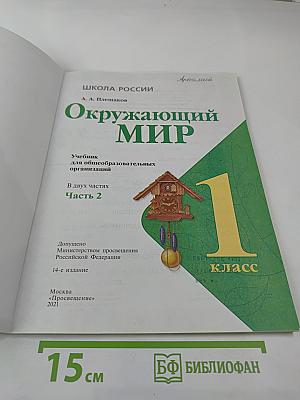 ШКОЛА РОССИИ
А. А. Плешаков
Окружающий
МИР
Учебник
для общеобразовательных
организаций
В двух частях
Часть 2
1
класс
Допущено
Министерством просвещения
Российской Федерации
14-е издание
Москва
«Просвещение»
2021
15 см
БФ БИБЛИОФАН